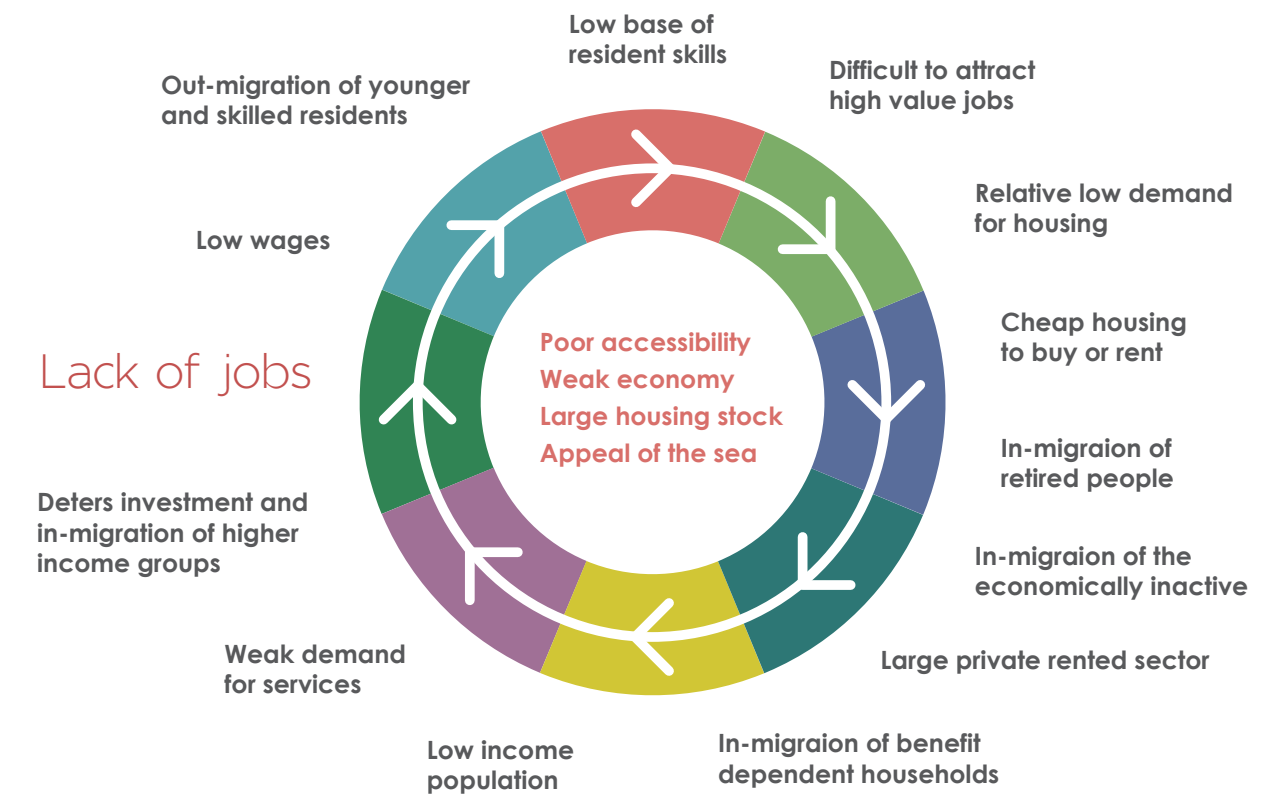 Low base of
resident skills
Difficult to attract
high value jobs
Relative low demand
for housing
Cheap housing
to buy or rent
In-migraion of
retired people
In-migraion of the
economically inactive
Large private rented sector
In-migraion of benefit
dependent households
Low income
population
Weak demand
for services
Deters investment and
in-migration of higher
income groups
Lack of jobs
Low wages
Out-migration of younger
and skilled residents
Poor accessibility
Weak economy
Large housing stock
Appeal of the sea